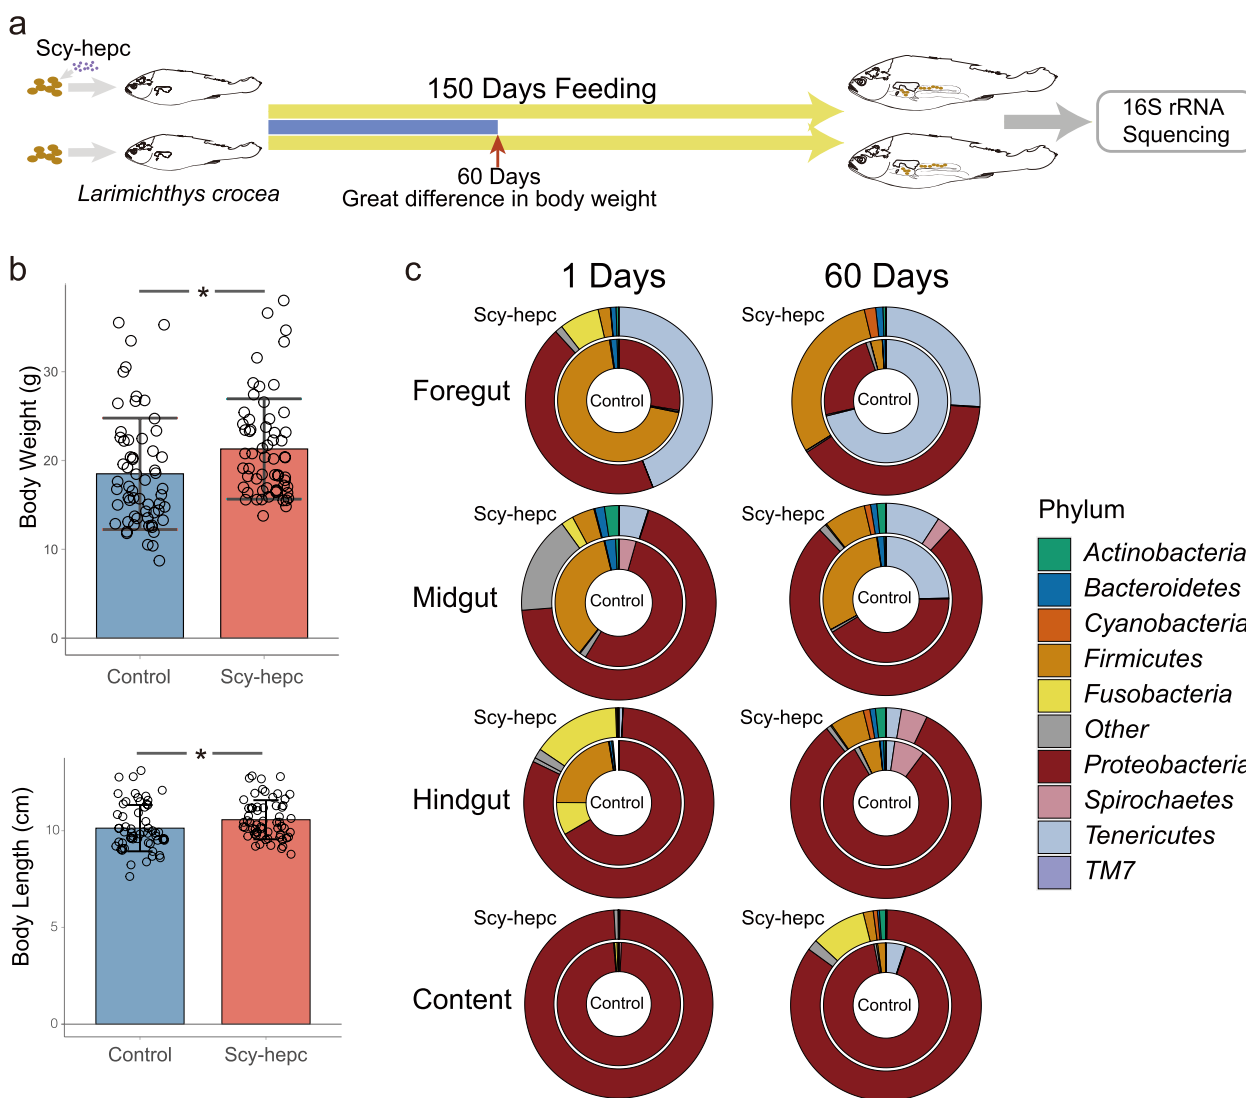 a
Scy-hepc
150 Days Feeding
16S rRNA
Squencing
60 Days
Great difference in body weight
Larimichthys crocea
b
*
Body Weight (g)
30
20
10
0
Control
Scy-hepc
*
Body Length (cm)
10
5
0
Control
Scy-hepc
c
1 Days
60 Days
Foregut
Scy-hepc
Control
Scy-hepc
Control
Midgut
Scy-hepc
Control
Scy-hepc
Control
Hindgut
Scy-hepc
Control
Scy-hepc
Control
Content
Scy-hepc
Control
Scy-hepc
Control
Phylum
Actinobacteria
Bacteroidetes
Cyanobacteria
Firmicutes
Fusobacteria
Other
Proteobacteria
Spirochaetes
Tenericutes
TM7